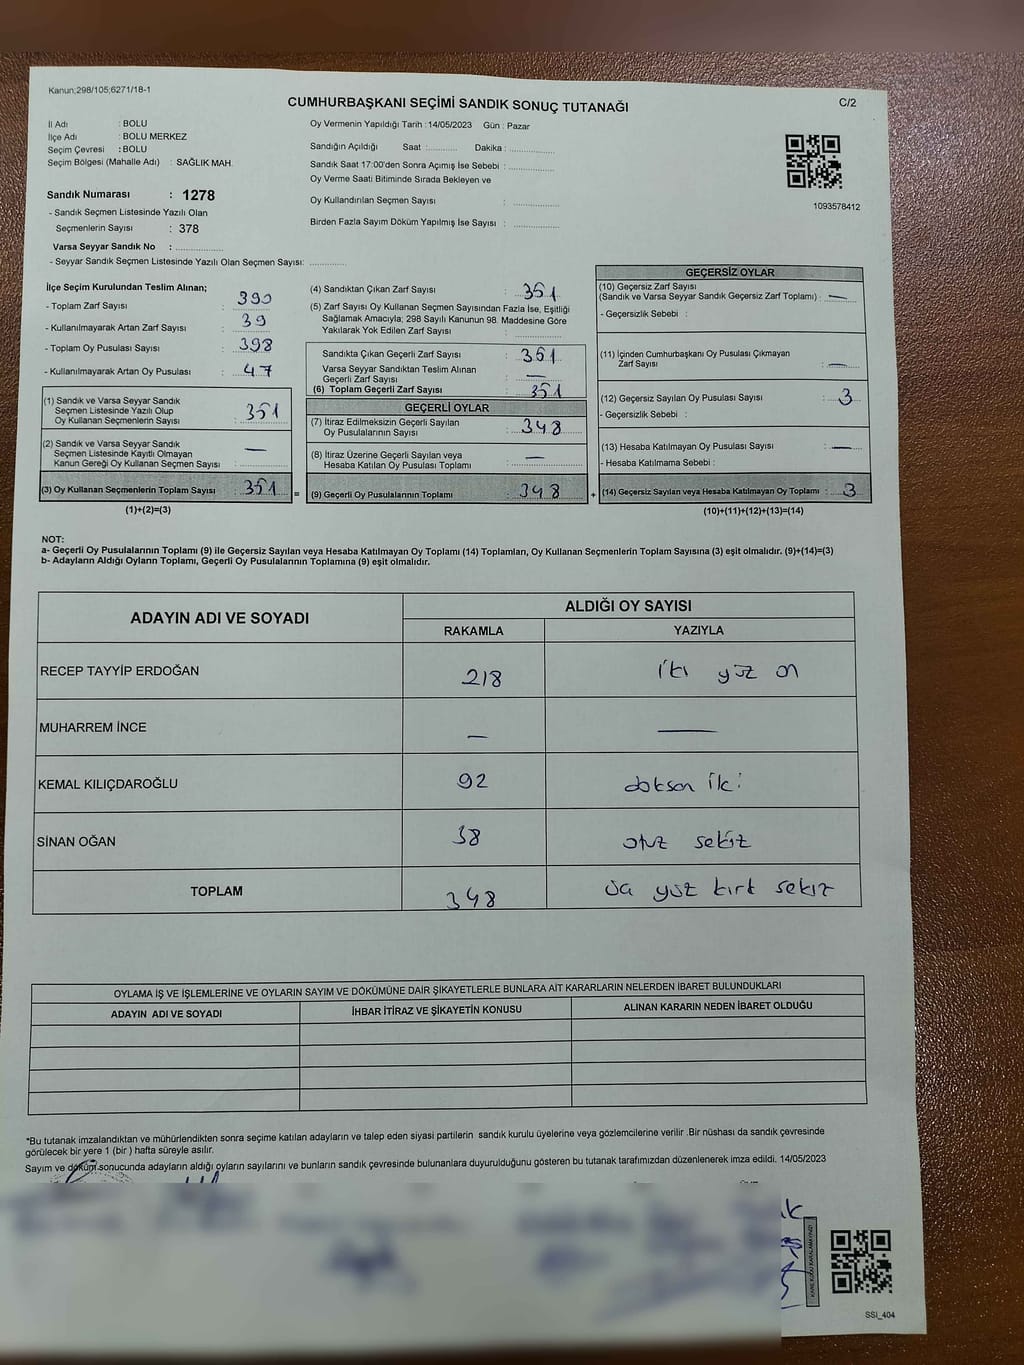 Kanun;298/105;6271/18-1
CUMHURBAŞKANI SEÇİMİ SANDIK SONUÇ TUTANAĞI
C/2
İl Adı : BOLU
İlçe Adı : BOLU MERKEZ
Seçim Çevresi : BOLU
Seçim Bölgesi (Mahalle Adı) : SAĞLIK MAH.
Sandık Numarası : 1278
- Sandık Seçmen Listesinde Yazılı Olan
Seçmenlerin Sayısı : 378
Varsa Seyyar Sandık No : ..............
- Seyyar Sandık Seçmen Listesinde Yazılı Olan Seçmen Sayısı: ............
Oy Vermenin Yapıldığı Tarih : 14/05/2023 Gün : Pazar
Sandığın Açıldığı Saat :............ Dakika : ..................
Sandık Saat 17:00'den Sonra Açımış İse Sebebi : ..................
Oy Verme Saati Bitiminde Sırada Bekleyen ve
Oy Kullandırılan Seçmen Sayısı : ..................
Birden Fazla Sayım Döküm Yapılmış İse Sayısı : ..................
1093578412
İlçe Seçim Kurulundan Teslim Alınan;
- Toplam Zarf Sayısı : 390
- Kullanılmayarak Artan Zarf Sayısı : 39
- Toplam Oy Pusulası Sayısı : 398
- Kullanılmayarak Artan Oy Pusulası : 47
(1) Sandık ve Varsa Seyyar Sandık
Seçmen Listesinde Yazılı Olup
Oy Kullanan Seçmenlerin Sayısı : 351
(2) Sandık ve Varsa Seyyar Sandık
Seçmen Listesinde Kayıtlı Olmayan
Kanun Gereği Oy Kullanan Seçmen Sayısı : —
(3) Oy Kullanan Seçmenlerin Toplam Sayısı : 351
(1)+(2)=(3)
=
(4) Sandıktan Çıkan Zarf Sayısı : 351
(5) Zarf Sayısı Oy Kullanan Seçmen Sayısından Fazla İse, Eşitliği
Sağlamak Amacıyla; 298 Sayılı Kanunun 98. Maddesine Göre
Yakılarak Yok Edilen Zarf Sayısı : ..................
Sandıkta Çıkan Geçerli Zarf Sayısı : 351
Varsa Seyyar Sandıktan Teslim Alınan
Geçerli Zarf Sayısı : —
(6) Toplam Geçerli Zarf Sayısı : 351
GEÇERLİ OYLAR
(7) İtiraz Edilmeksizin Geçerli Sayılan
Oy Pusulalarının Sayısı : 348
(8) İtiraz Üzerine Geçerli Sayılan ve
Hesaba Katılan Oy Pusulası Toplamı : —
(9) Geçerli Oy Pusulalarının Toplamı : 348
+
GEÇERSİZ OYLAR
(10) Geçersiz Zarf Sayısı
(Sandık ve Varsa Seyyar Sandık Geçersiz Zarf Toplamı) : —
- Geçersizlik Sebebi :
(11) İçinden Cumhurbaşkanı Oy Pusulası Çıkmayan
Zarf Sayısı : —
(12) Geçersiz Sayılan Oy Pusulası Sayısı : 3
- Geçersizlik Sebebi :
(13) Hesaba Katılmayan Oy Pusulası Sayısı : —
- Hesaba Katılmama Sebebi :
(14) Geçersiz Sayılan veya Hesaba Katılmayan Oy Toplamı : 3
(10)+(11)+(12)+(13)=(14)
NOT:
a- Geçerli Oy Pusulalarının Toplamı (9) ile Geçersiz Sayılan veya Hesaba Katılmayan Oy Toplamı (14) Toplamları, Oy Kullanan Seçmenlerin Toplam Sayısına (3) eşit olmalıdır. (9)+(14)=(3)
b- Adayların Aldığı Oyların Toplamı, Geçerli Oy Pusulalarının Toplamına (9) eşit olmalıdır.
ADAYIN ADI VE SOYADI ALDIĞI OY SAYISI
RAKAMLA YAZIYLA
RECEP TAYYİP ERDOĞAN 218 iki yüz on
MUHARREM İNCE — —
KEMAL KILIÇDAROĞLU 92 doksan iki
SİNAN OĞAN 38 otuz sekiz
TOPLAM 348 yüz kırk sekiz
OYLAMA İŞ VE İŞLEMLERİNE VE OYLARIN SAYIM VE DÖKÜMÜNE DAİR ŞİKAYETLERLE BUNLARA AİT KARARLARIN NELERDEN İBARET BULUNDUKLARI
ADAYIN ADI VE SOYADI İHBAR İTİRAZ VE ŞİKAYETİN KONUSU ALINAN KARARIN NEDEN İBARET OLDUĞU
*Bu tutanak imzalandıktan ve mühürlendikten sonra seçime katılan adayların ve talep eden siyasi partilerin sandık kurulu üyelerine veya gözlemcilerine verilir .Bir nüshası da sandık çevresinde
görülecek bir yere 1 (bir ) hafta süreyle asılır.
Sayım ve döküm sonucunda adayların aldığı oyların sayılarını ve bunların sandık çevresinde bulunanlara duyurulduğunu gösteren bu tutanak tarafımızdan düzenlenerek imza edildi. 14/05/2023
SSİ_404